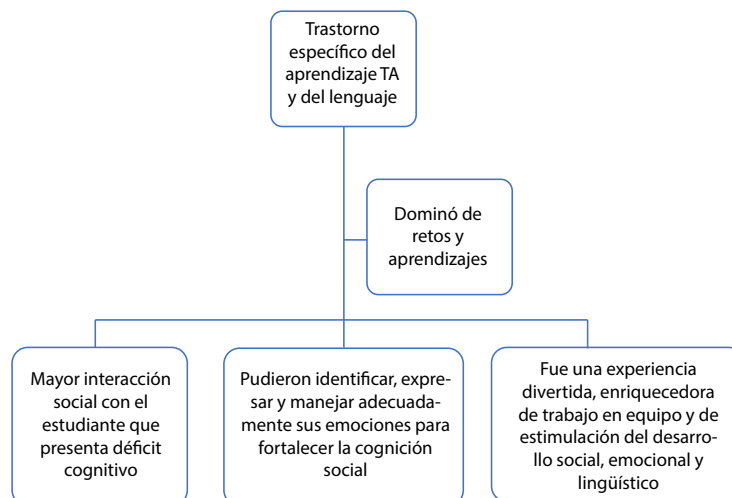 Trastorno
específico del
aprendizaje TA
y del lenguaje
Dominó de
retos y
aprendizajes
Mayor interacción
social con el
estudiante que
presenta déficit
cognitivo
Pudieron identificar, expre-
sar y manejar adecuada-
mente sus emociones para
fortalecer la cognición
social
Fue una experiencia
divertida, enriquecedora
de trabajo en equipo y de
estimulación del desarro-
llo social, emocional y
lingüístico